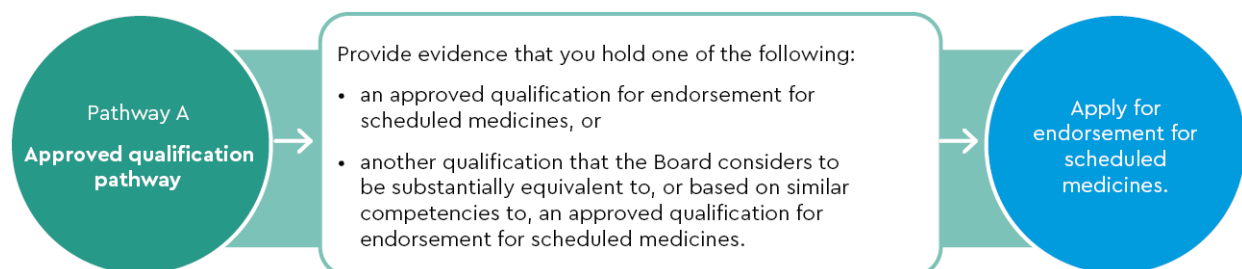 Pathway A
Approved qualification
pathway
Provide evidence that you hold one of the following:
• an approved qualification for endorsement for
scheduled medicines, or
• another qualification that the Board considers to
be substantially equivalent to, or based on similar
competencies to, an approved qualification for
endorsement for scheduled medicines.
Apply for
endorsement for
scheduled
medicines.